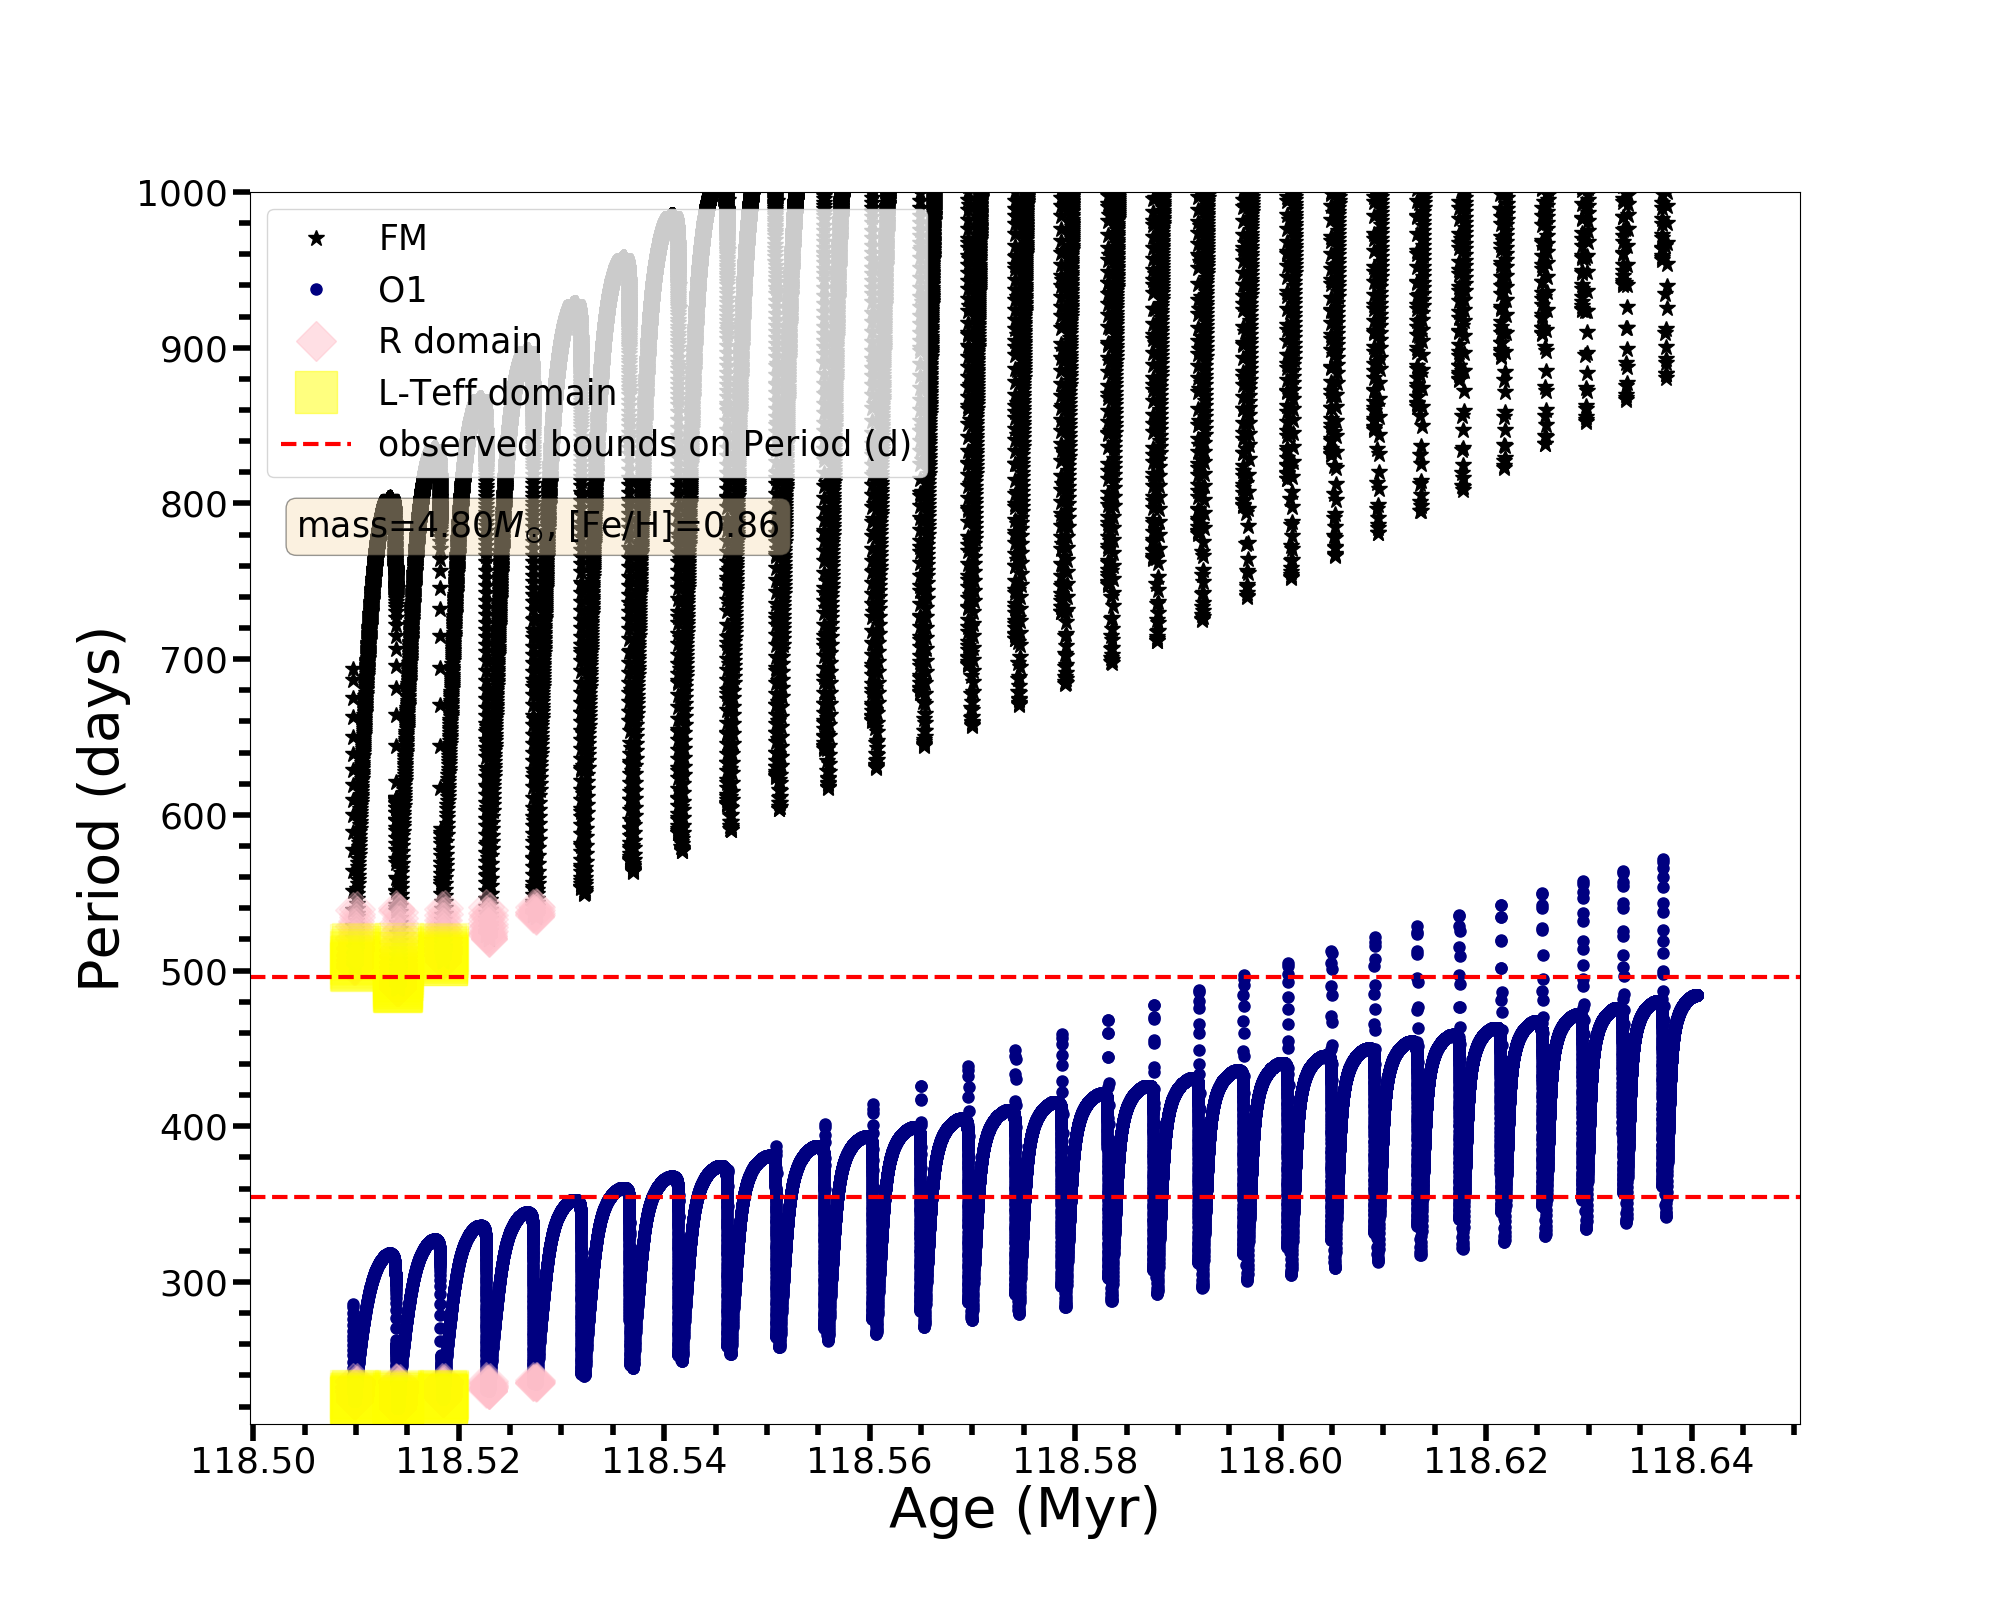 1000
900
800
700
600
500
400
300
Period (days)
FM
O1
R domain
L-Teff domain
observed bounds on Period (d)
mass=4.80M☉, [Fe/H]=0.86
118.50 118.52 118.54 118.56 118.58 118.60 118.62 118.64
Age (Myr)